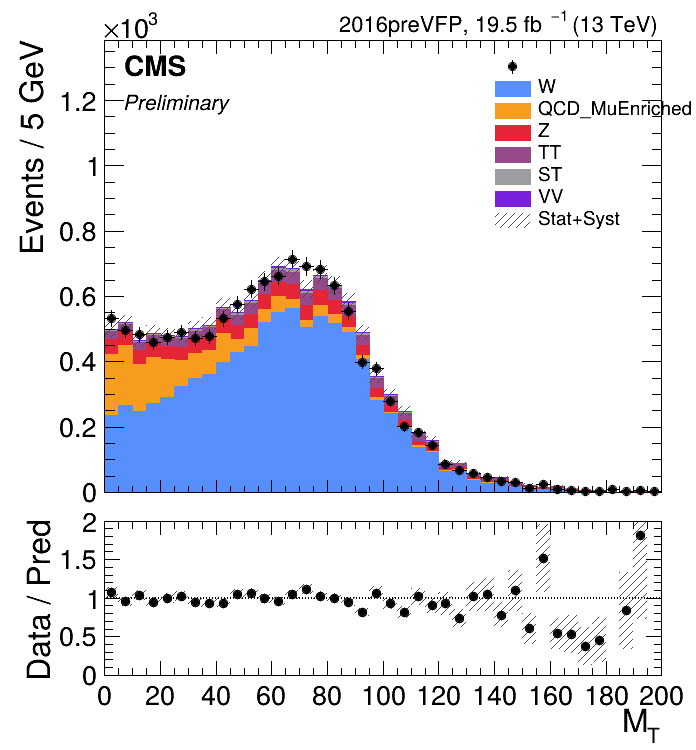 ×10³ 2016preVFP, 19.5 fb ⁻¹ (13 TeV)
CMS
Preliminary
W
QCD_MuEnriched
Z
TT
ST
VV
Stat+Syst
Events / 5 GeV
1.2
1
0.8
0.6
0.4
0.2
0
Data / Pred
2
1.5
1
0.5
0
0 20 40 60 80 100 120 140 160 180 200
M_T